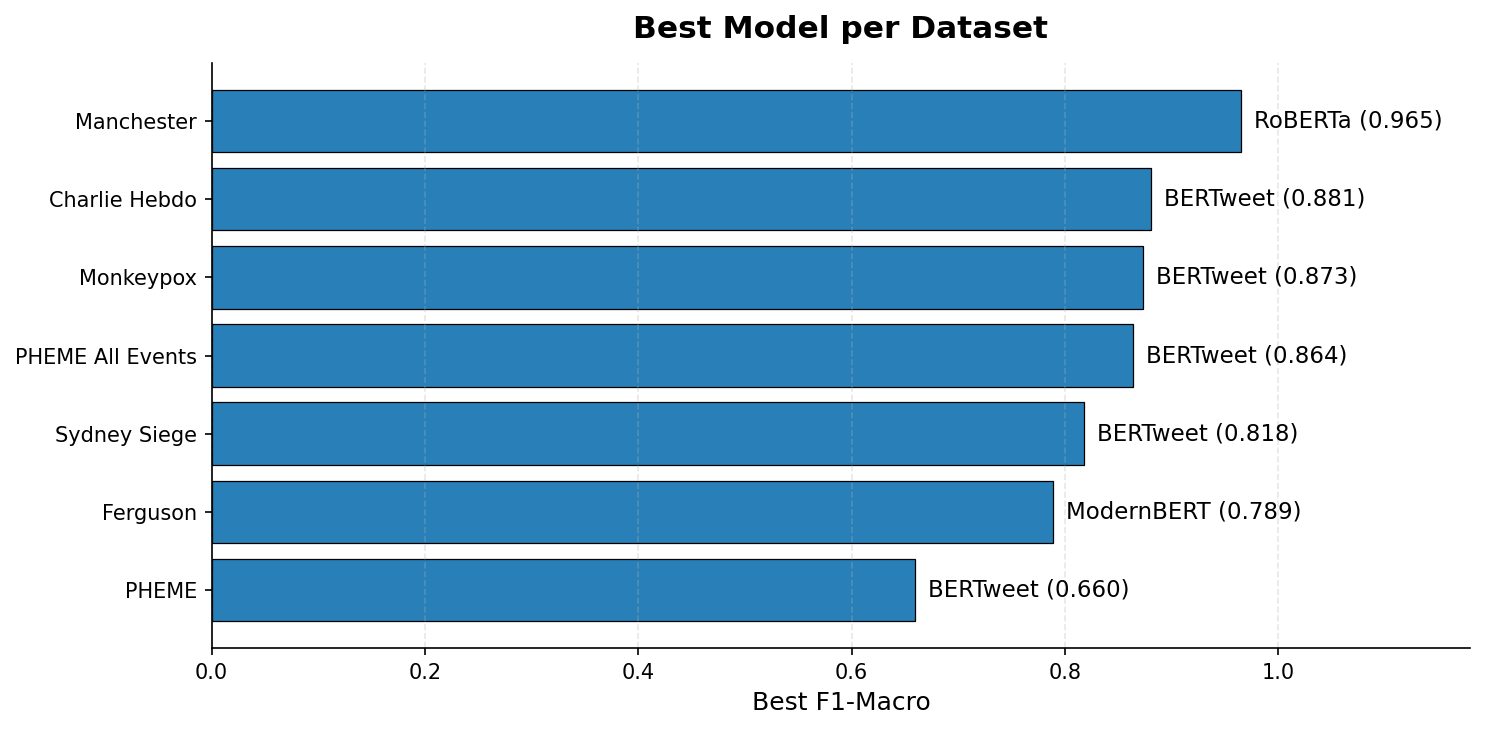 Best Model per Dataset
Manchester
RoBERTa (0.965)
Charlie Hebdo
BERTweet (0.881)
Monkeypox
BERTweet (0.873)
PHEME All Events
BERTweet (0.864)
Sydney Siege
BERTweet (0.818)
Ferguson
ModernBERT (0.789)
PHEME
BERTweet (0.660)
0.0 0.2 0.4 0.6 0.8 1.0
Best F1-Macro